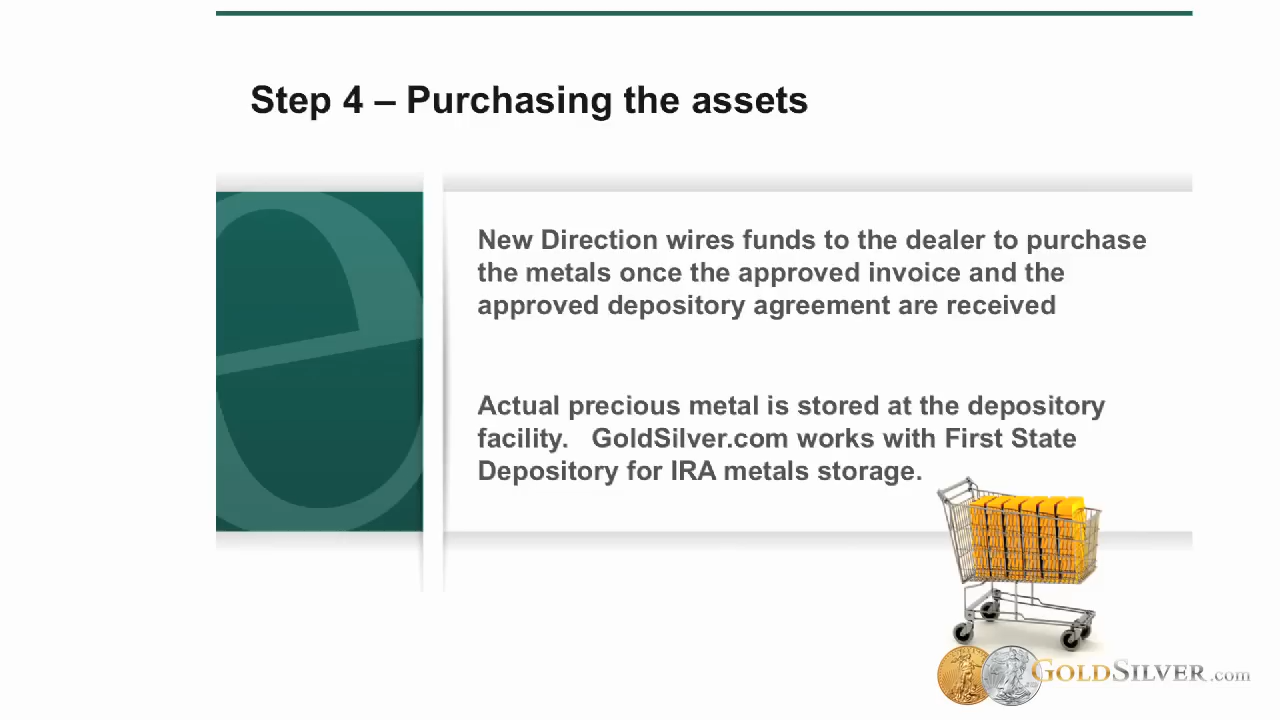 Step 4 – Purchasing the assets
New Direction wires funds to the dealer to purchase
the metals once the approved invoice and the
approved depository agreement are received
Actual precious metal is stored at the depository
facility.   GoldSilver.com works with First State
Depository for IRA metals storage.
GOLDSILVER.com